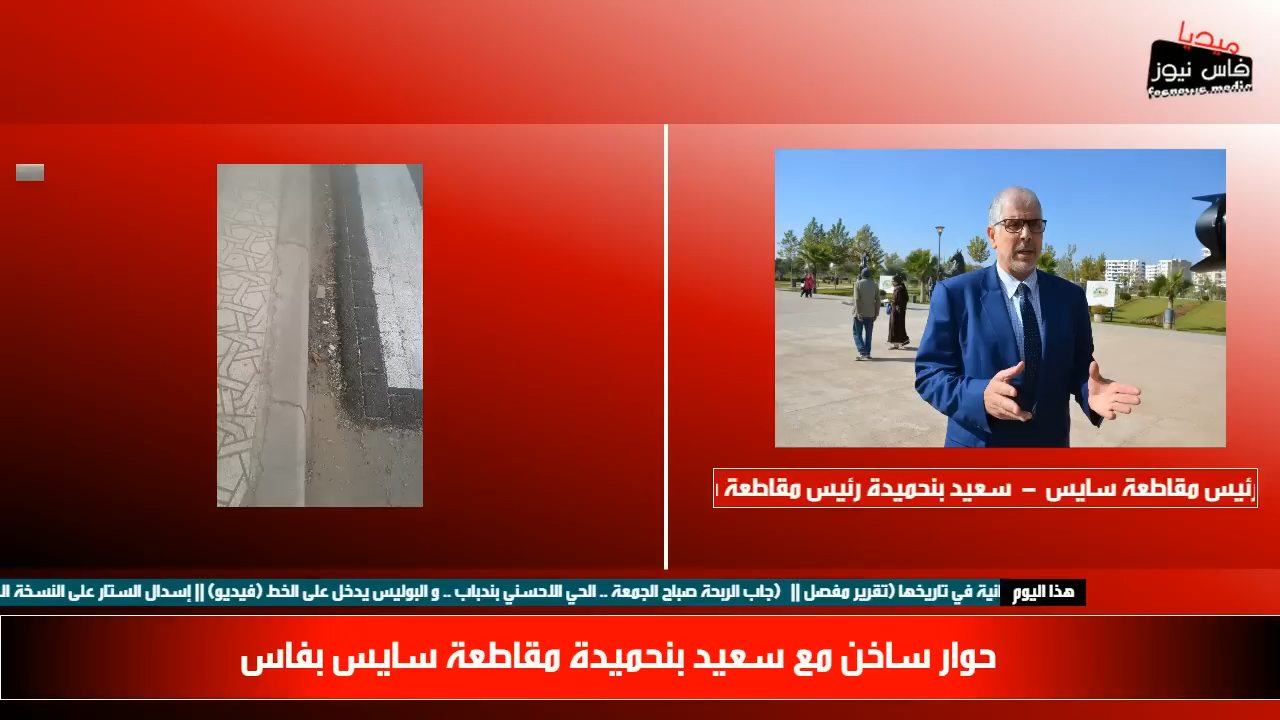 ميديا
فاس نيوز
fesnews.media
رئيس مقاطعة سايس – سعيد بنحميدة رئيس مقاطعة
هذا اليوم
انية في تاريخها (تقرير مفصل || (جاب الربحة صباح الجمعة .. الحي اللحسني بندباب .. و البوليس يدخل على الخط (فيديو) || إسدال الستار على النسخة
حوار ساخن مع سعيد بنحميدة مقاطعة سايس بفاس